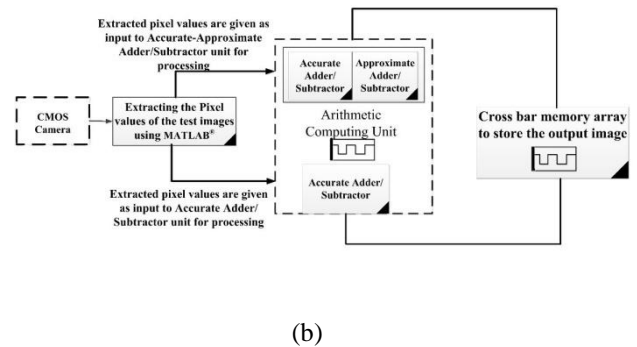 Extracted pixel values are given as
input to Accurate-Approximate
Adder/Subtractor unit for
processing
CMOS
Camera
Extracting the Pixel
values of the test images
using MATLAB®
Extracted pixel values are given
as input to Accurate Adder/
Subtractor unit for processing
Accurate
Adder/
Subtractor
Approximate
Adder/
Subtractor
Arithmetic
Computing Unit
Accurate Adder/
Subtractor
Cross bar memory array
to store the output image
(b)